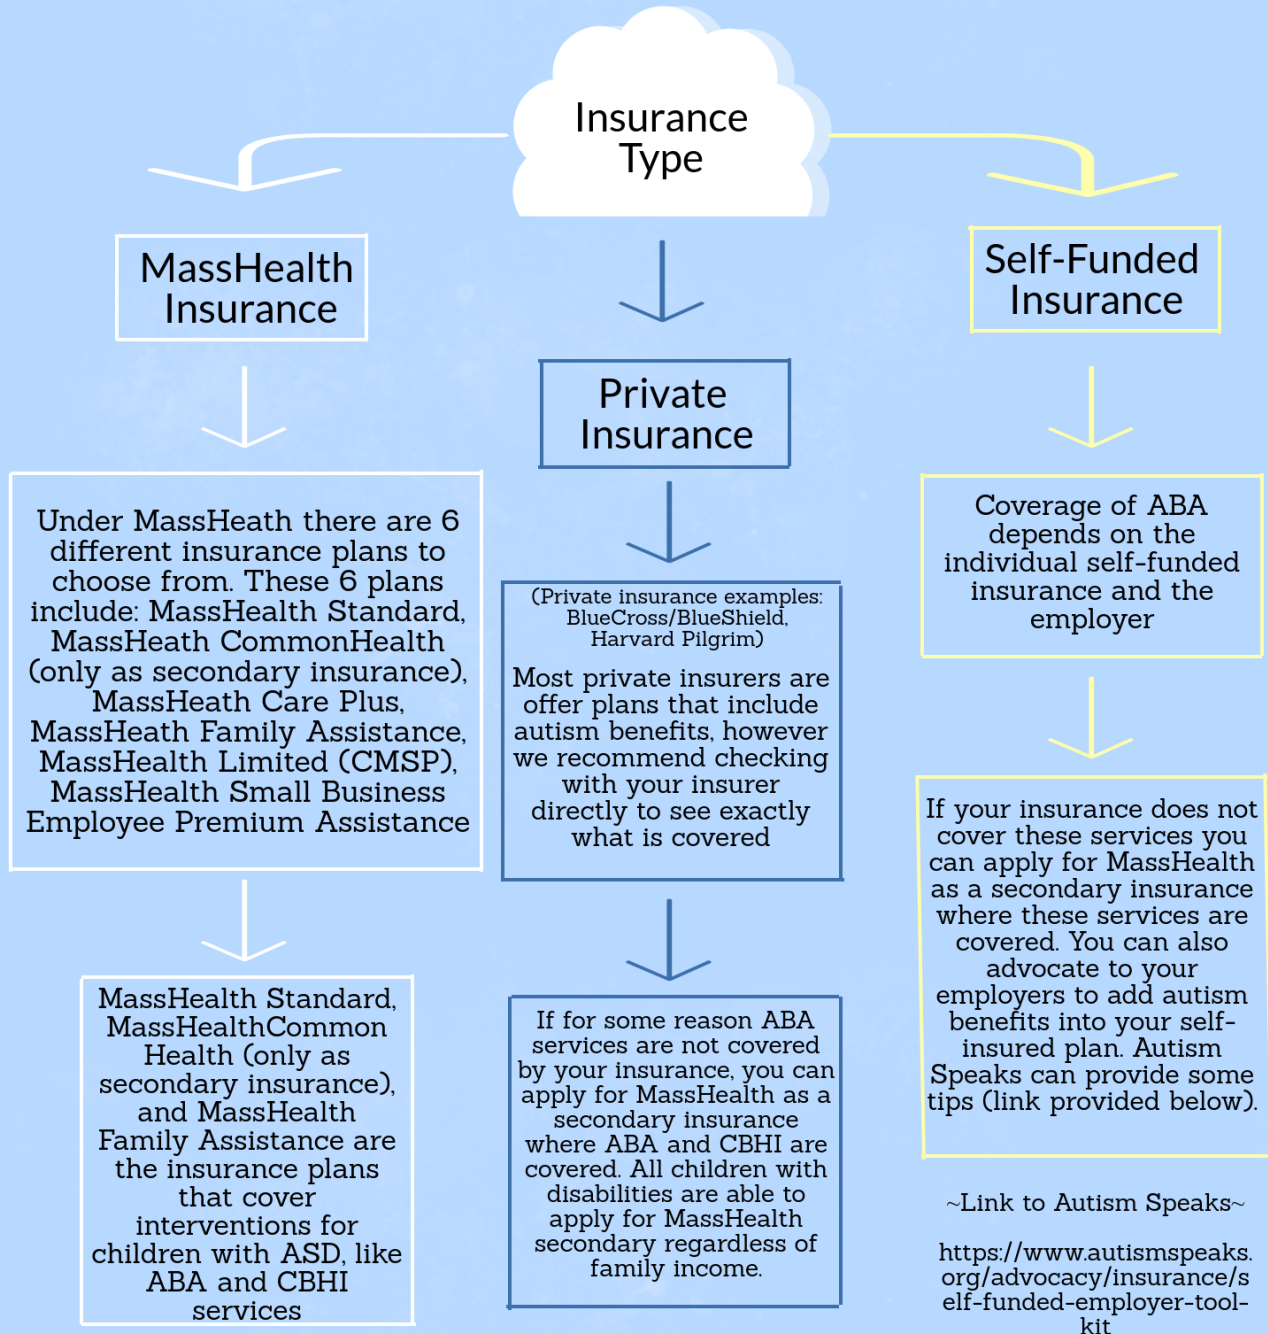 Insurance
Type
MassHealth
Insurance
Under MassHeath there are 6
different insurance plans to
choose from. These 6 plans
include: MassHealth Standard,
MassHeath CommonHealth
(only as secondary insurance),
MassHeath Care Plus,
MassHeath Family Assistance,
MassHealth Limited (CMSP),
MassHealth Small Business
Employee Premium Assistance
MassHealth Standard,
MassHealthCommon
Health (only as
secondary insurance),
and MassHealth
Family Assistance are
the insurance plans
that cover
interventions for
children with ASD, like
ABA and CBHI
services
Private
Insurance
(Private insurance examples:
BlueCross/BlueShield,
Harvard Pilgrim)
Most private insurers are
offer plans that include
autism benefits, however
we recommend checking
with your insurer
directly to see exactly
what is covered
If for some reason ABA
services are not covered
by your insurance, you can
apply for MassHealth as a
secondary insurance
where ABA and CBHI are
covered. All children with
disabilities are able to
apply for MassHealth
secondary regardless of
family income.
Self-Funded
Insurance
Coverage of ABA
depends on the
individual self-funded
insurance and the
employer
If your insurance does not
cover these services you
can apply for MassHealth
as a secondary insurance
where these services are
covered. You can also
advocate to your
employers to add autism
benefits into your self-
insured plan. Autism
Speaks can provide some
tips (link provided below).
~Link to Autism Speaks~
https://www.autismspeaks.
org/advocacy/insurance/s
elf-funded-employer-tool-
kit